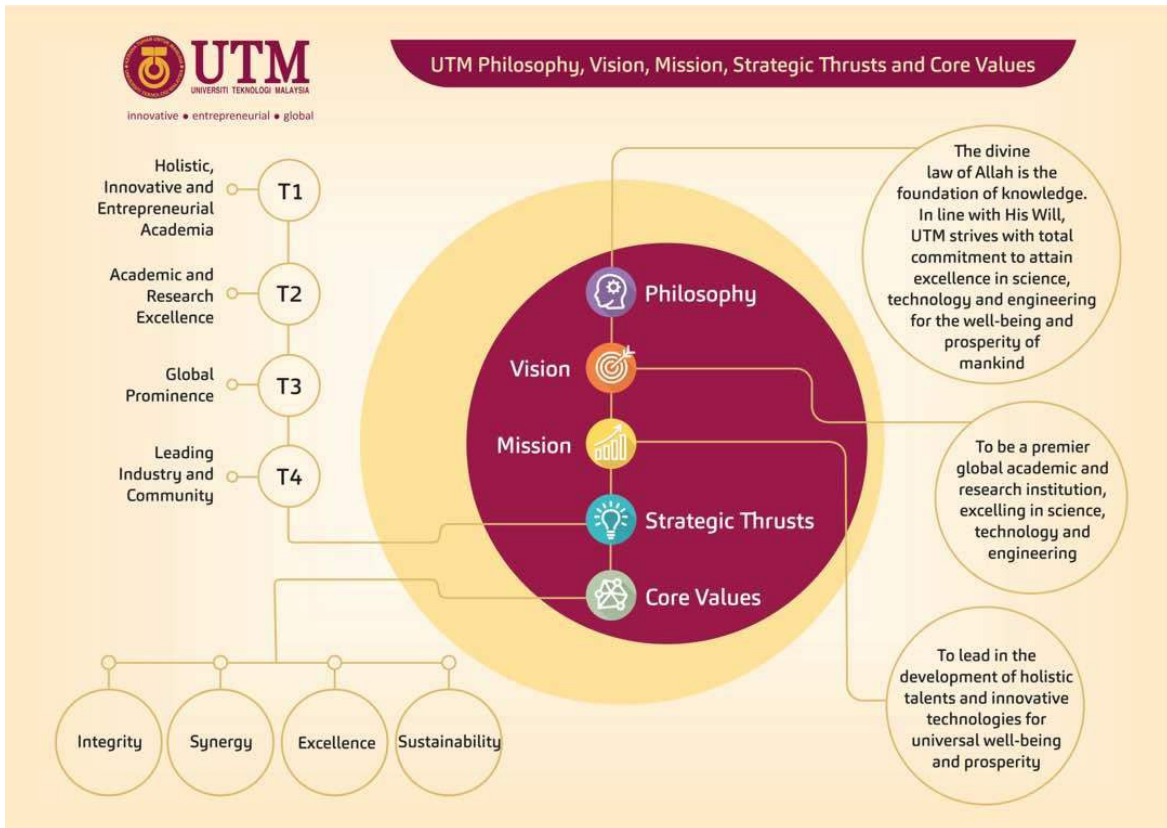 UTM
UNIVERSITI TEKNOLOGI MALAYSIA
innovative • entrepreneurial • global
UTM Philosophy, Vision, Mission, Strategic Thrusts and Core Values
Holistic,
Innovative and
Entrepreneurial
Academia
T1
Academic and
Research
Excellence
T2
Global
Prominence
T3
Leading
Industry and
Community
T4
Philosophy
Vision
Mission
Strategic Thrusts
Core Values
The divine
law of Allah is the
foundation of knowledge.
In line with His Will,
UTM strives with total
commitment to attain
excellence in science,
technology and engineering
for the well-being and
prosperity of
mankind
To be a premier
global academic and
research institution,
excelling in science,
technology and
engineering
To lead in the
development of holistic
talents and innovative
technologies for
universal well-being
and prosperity
Integrity
Synergy
Excellence
Sustainability